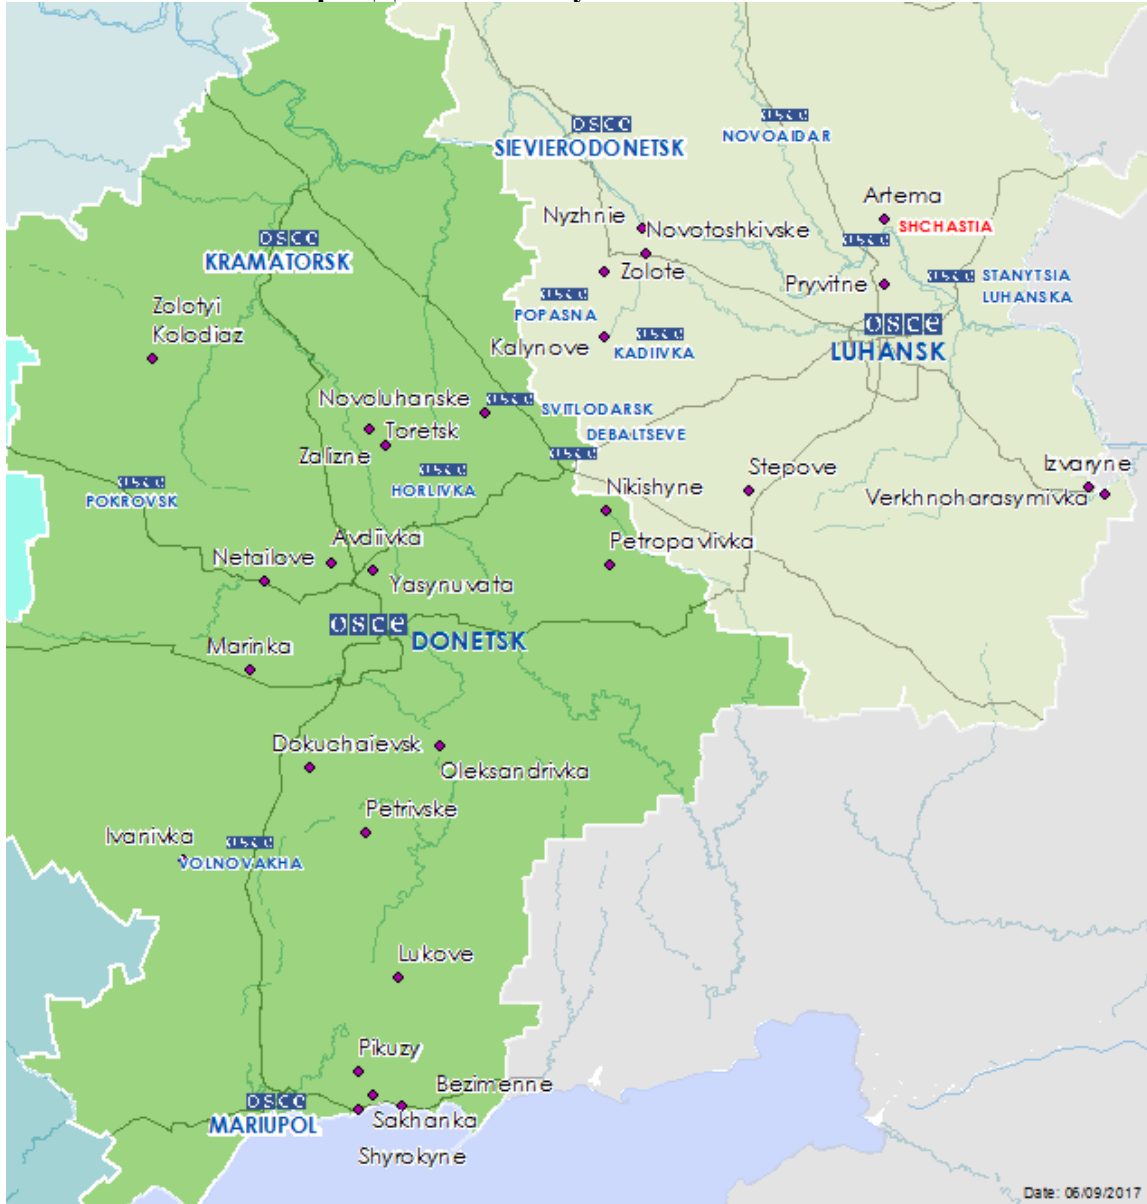 OSCE
SIEVIERODONETSK
OSCE
NOVOAIDAR
Artema
SHCHASTIA
OSCE
Nyzhnie
Novotoshkivske
OSCE
KRAMATORSK
Zolote
Pryvitne
OSCE
STANYTSIA
LUHANSKA
OSCE
POPASNA
Zolotyi
Kolodiaz
Kalynove
OSCE
KADIIVKA
OSCE
LUHANSK
Novoluhanske
OSCE
SVITLODARSK
Toretsk
Zalizne
DEBALTSEVE
OSCE
OSCE
HORLIVKA
OSCE
POKROVSK
Nikishyne
Stepove
Izvaryne
Verkhnoharasymivka
Avdiivka
Netailove
Yasynuvata
Petropavlivka
OSCE
DONETSK
Marinka
Dokuchaievsk
Oleksandrivka
Petrivske
Ivanivka
OSCE
VOLNOVAKHA
Lukove
Pikuzy
Bezimenne
OSCE
MARIUPOL
Sakhanka
Shyrokyne
Date: 06/09/2017